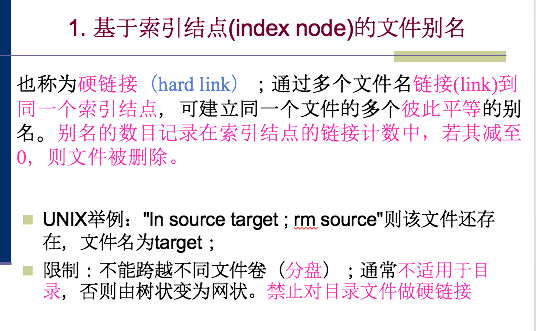 1. 基于索引结点(index node)的文件别名
也称为硬链接（hard link）；通过多个文件名链接(link)到
同一个索引结点，可建立同一个文件的多个彼此平等的别
名。别名的数目记录在索引结点的链接计数中，若其减至
0，则文件被删除。
UNIX举例："ln source target ; rm source"则该文件还存
在，文件名为target；
限制：不能跨越不同文件卷（分盘）；通常不适用于目
录，否则由树状变为网状。禁止对目录文件做硬链接